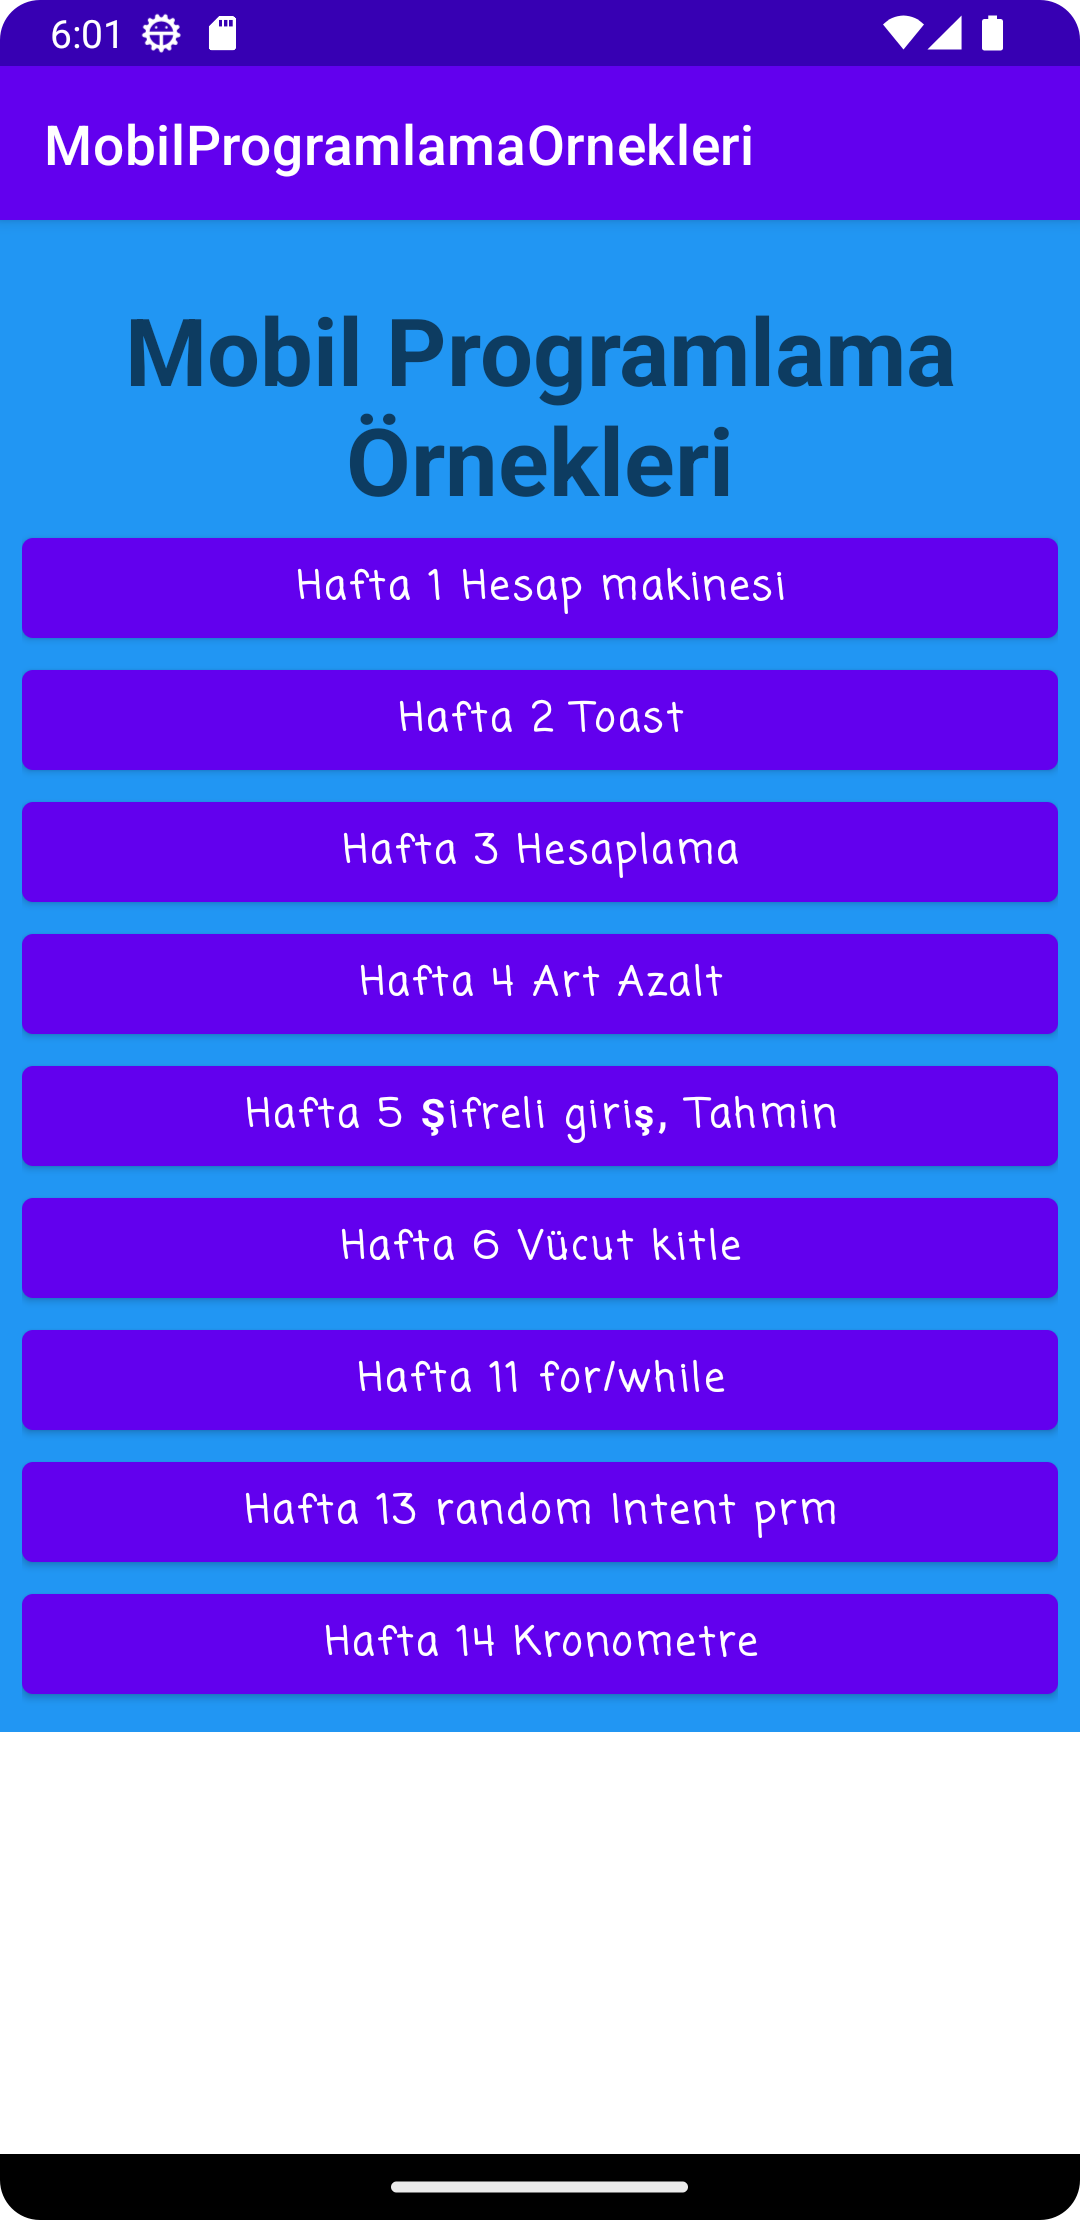 6:01
MobilProgramlamaOrnekleri
Mobil Programlama
Örnekleri
Hafta 1 Hesap makinesi
Hafta 2 Toast
Hafta 3 Hesaplama
Hafta 4 Art Azalt
Hafta 5 Şifreli giriş, Tahmin
Hafta 6 Vücut kitle
Hafta 11 for/while
Hafta 13 random Intent prm
Hafta 14 Kronometre